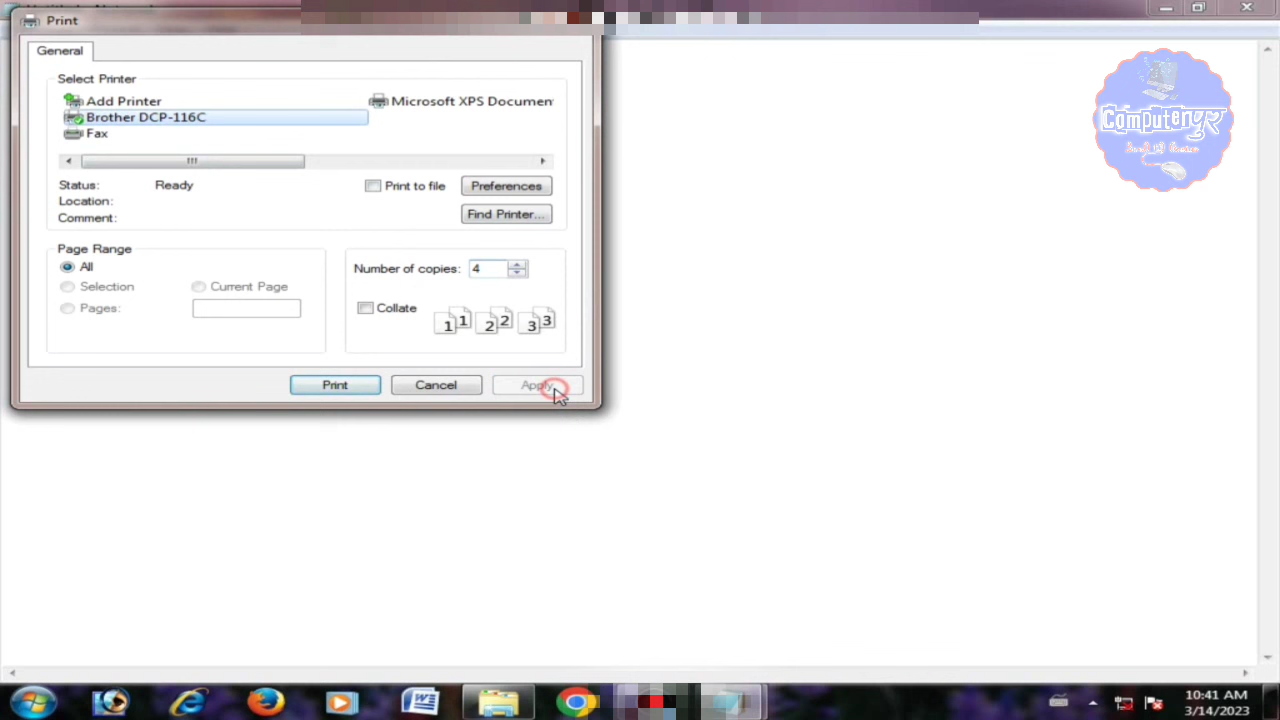 Print
General
Select Printer
Add Printer
Microsoft XPS Documen
Brother DCP-116C
Fax
Status: Ready
Print to file
Preferences
Location:
Comment:
Find Printer...
Page Range
All
Selection
Current Page
Pages:
Number of copies: 4
Collate
1 1 2 2 3 3
Print
Cancel
Apply
Computerপুर
10:41 AM
3/14/2023